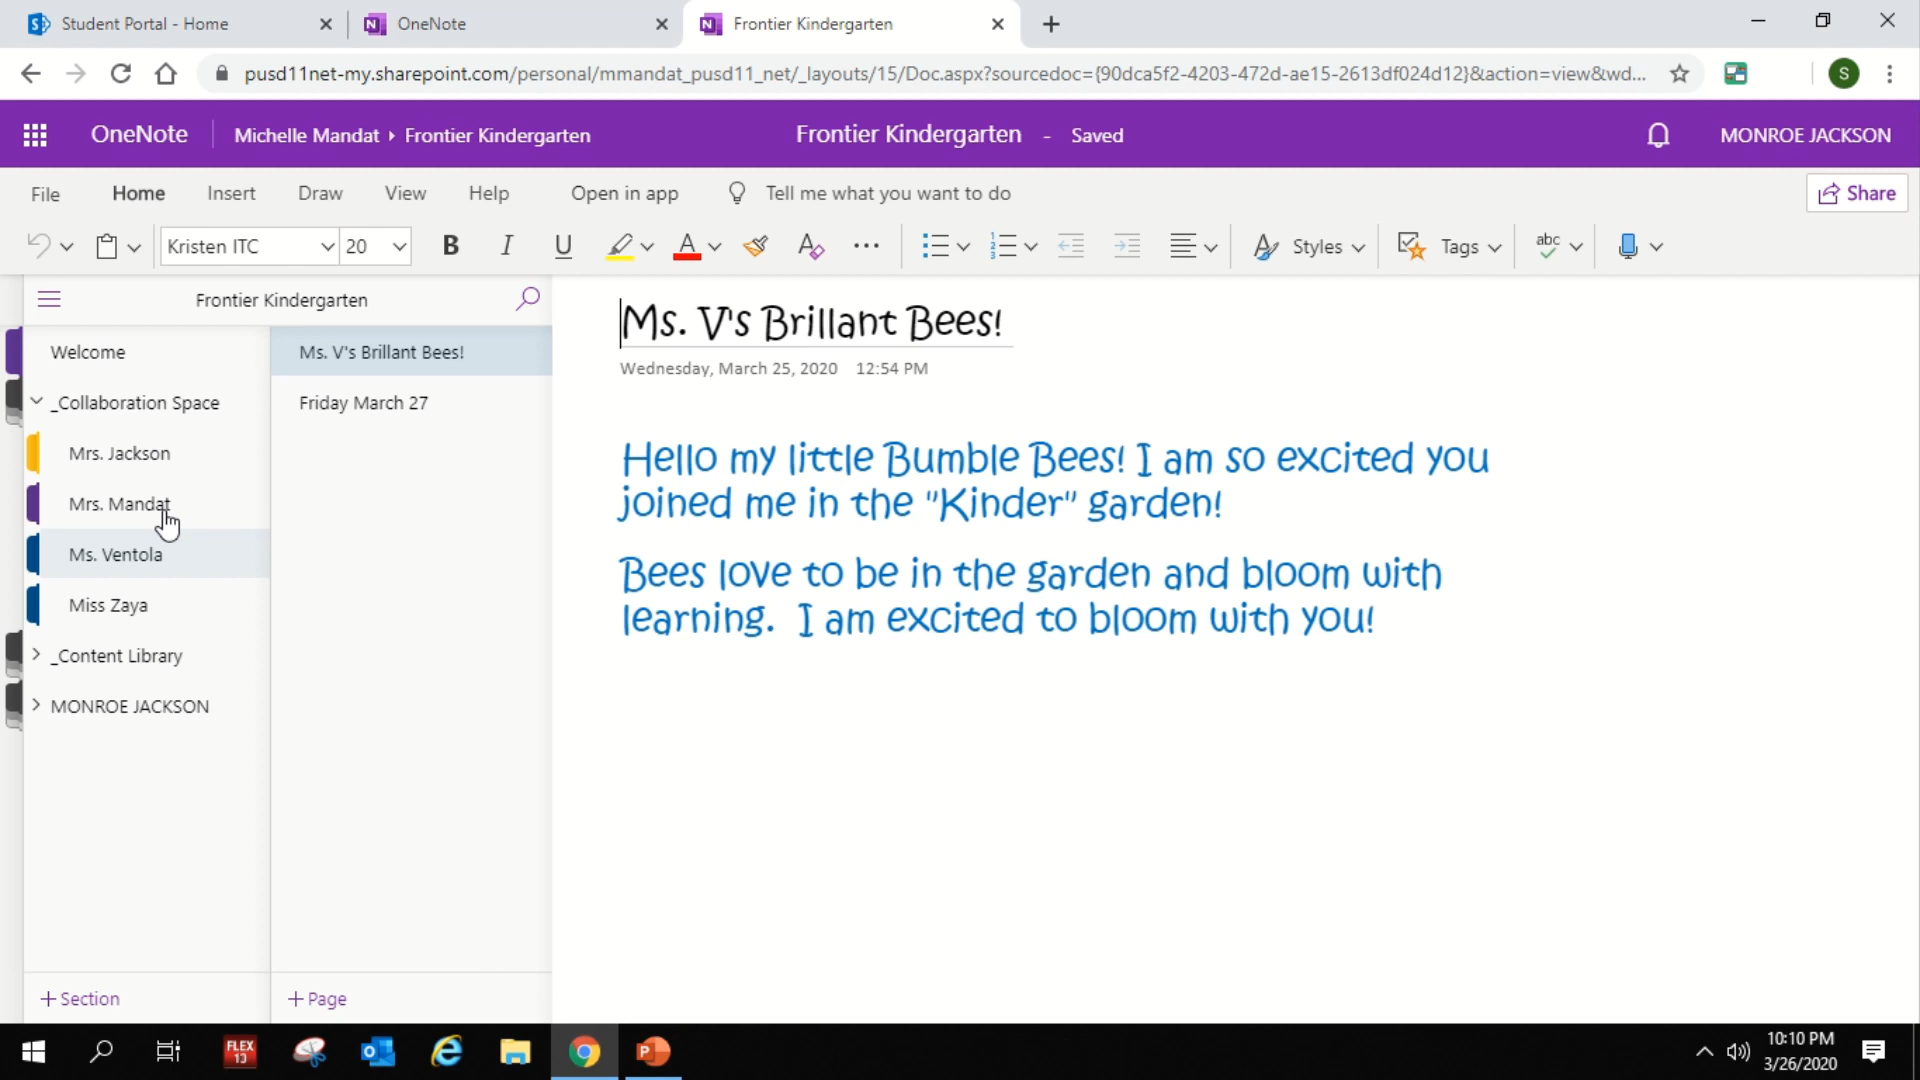 Student Portal - Home
OneNote
Frontier Kindergarten
pusd11net-my.sharepoint.com/personal/mmandat_pusd11_net/_layouts/15/Doc.aspx?sourcedoc={90dca5f2-4203-472d-ae15-2613df024d12}&action=view&wd...
S
OneNote
Michelle Mandat ▸ Frontier Kindergarten
Frontier Kindergarten - Saved
MONROE JACKSON
File Home Insert Draw View Help Open in app Tell me what you want to do
Share
Kristen ITC 20 B I U A A ... Styles Tags abc
Frontier Kindergarten
Welcome
_Collaboration Space
Mrs. Jackson
Mrs. Mandat
Ms. Ventola
Miss Zaya
_Content Library
MONROE JACKSON
+ Section
Ms. V's Brillant Bees!
Friday March 27
+ Page
Ms. V's Brillant Bees!
Wednesday, March 25, 2020 12:54 PM
Hello my little Bumble Bees! I am so excited you
joined me in the "Kinder" garden!
Bees love to be in the garden and bloom with
learning. I am excited to bloom with you!
FLEX
13
10:10 PM
3/26/2020